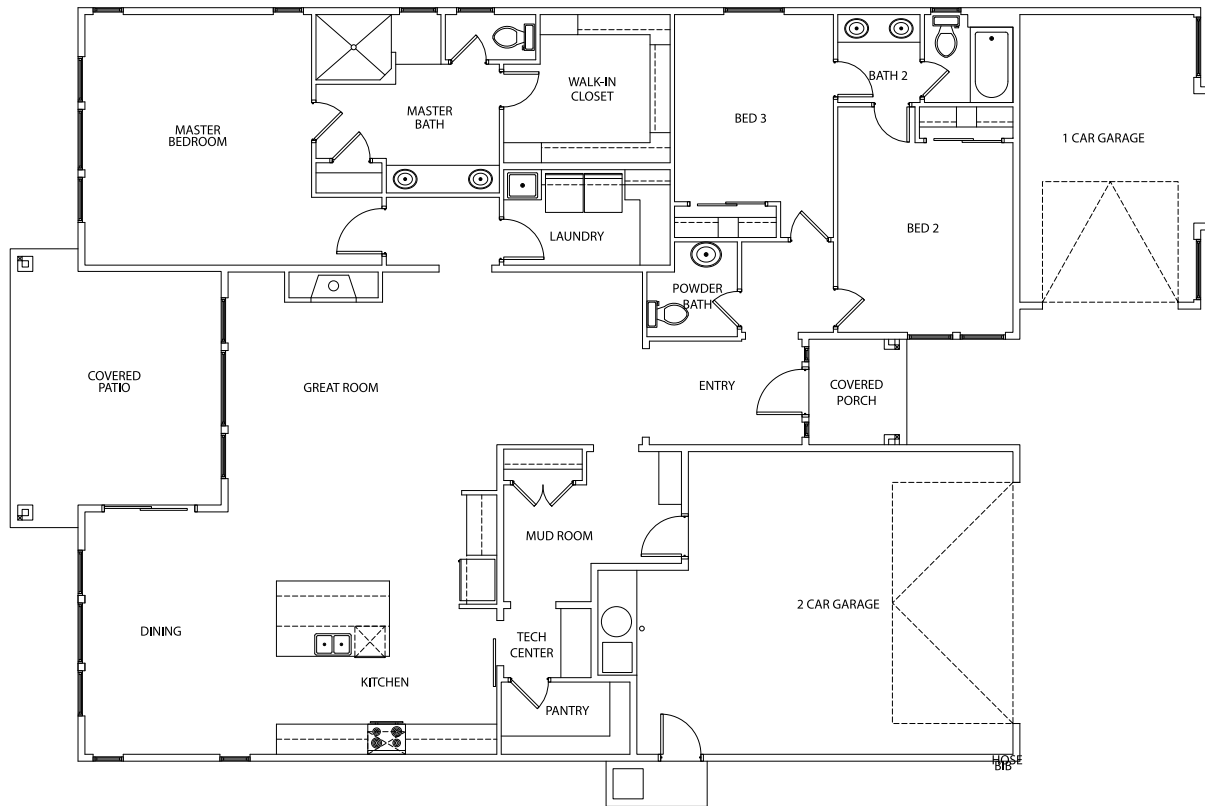 MASTER
BEDROOM
MASTER
BATH
WALK-IN
CLOSET
BED 3
BATH 2
1 CAR GARAGE
LAUNDRY
BED 2
POWDER
BATH
COVERED
PATIO
GREAT ROOM
ENTRY
COVERED
PORCH
MUD ROOM
2 CAR GARAGE
DINING
TECH
CENTER
KITCHEN
PANTRY
HOSE
BIB